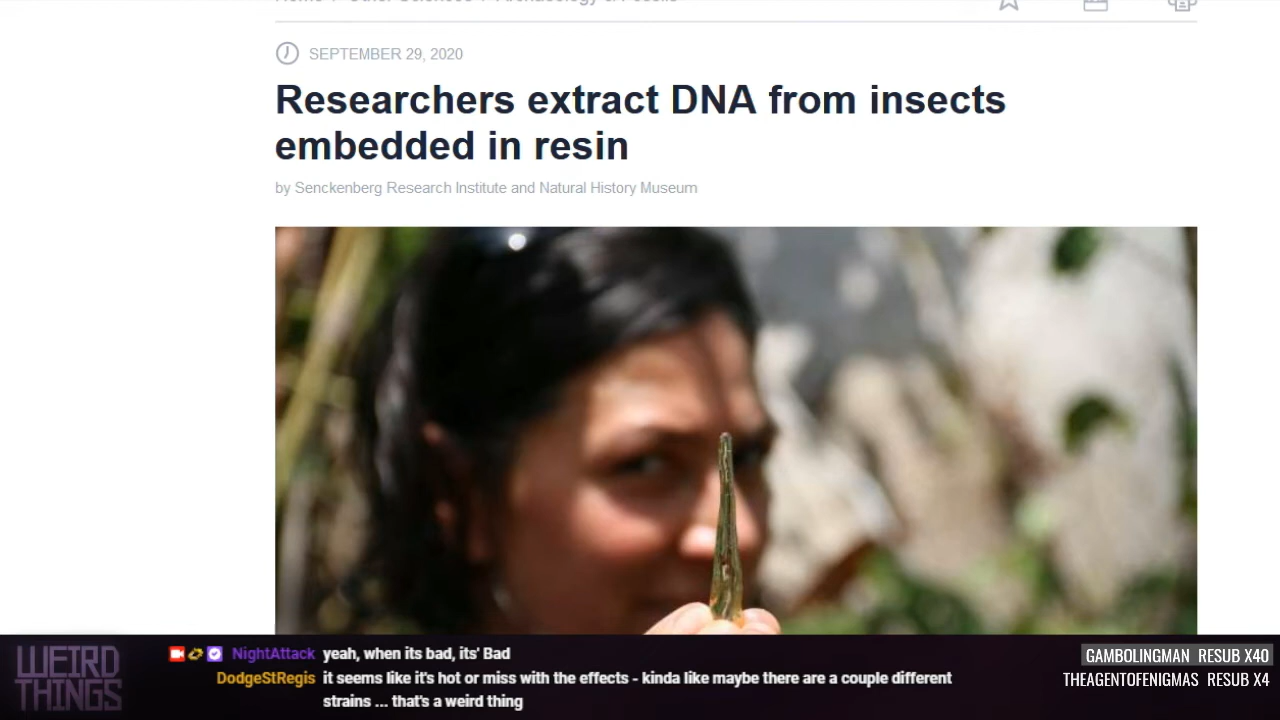 SEPTEMBER 29, 2020
Researchers extract DNA from insects
embedded in resin
by Senckenberg Research Institute and Natural History Museum
WEIRD
THINGS
NightAttack yeah, when its bad, its' Bad
DodgeStRegis it seems like it's hot or miss with the effects - kinda like maybe there are a couple different
strains ... that's a weird thing
GAMBOLINGMAN RESUB X40
THEAGENTOFENIGMAS RESUB X4